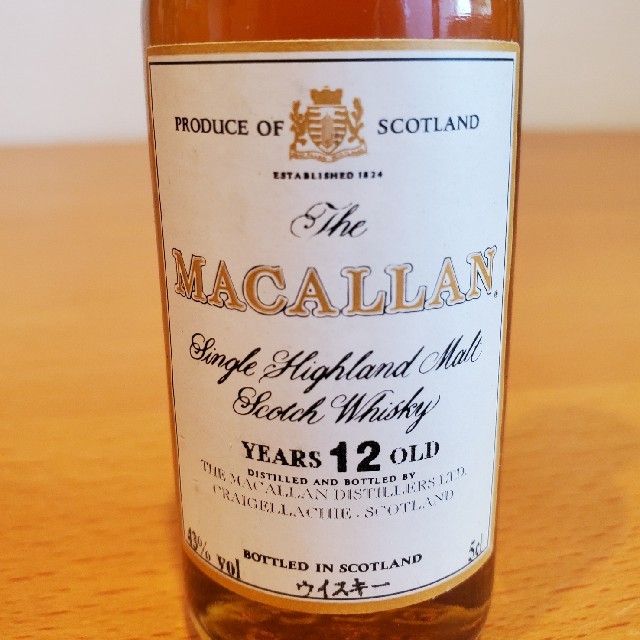 PRODUCE OF SCOTLAND
ESTABLISHED 1824
The
MACALLAN
Single Highland Malt
Scotch Whisky
YEARS 12 OLD
DISTILLED AND BOTTLED BY
THE MACALLAN DISTILLERS LTD.
CRAIGELLACHIE . SCOTLAND
43% vol
BOTTLED IN SCOTLAND
5cl
ウイスキー